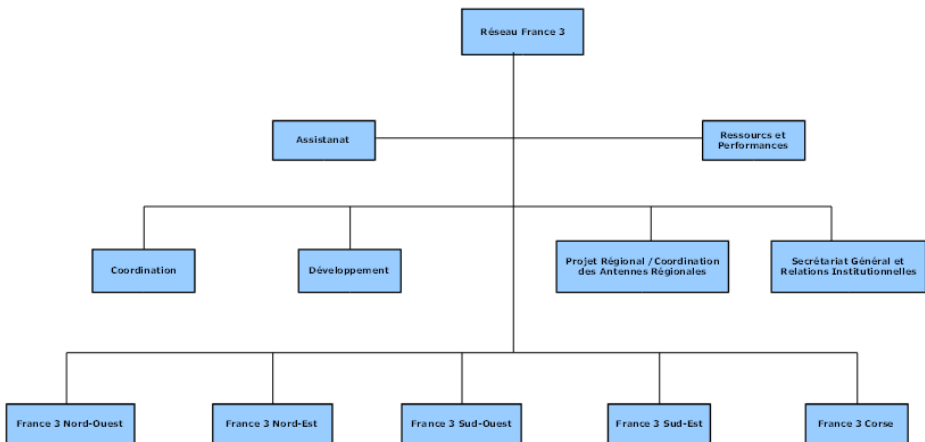 Réseau France 3
Assistanat
Ressourcs et
Performances
Coordination
Développement
Projet Régional / Coordination
des Antennes Régionales
Secrétariat Général et
Relations Institutionnelles
France 3 Nord-Ouest
France 3 Nord-Est
France 3 Sud-Ouest
France 3 Sud-Est
France 3 Corse